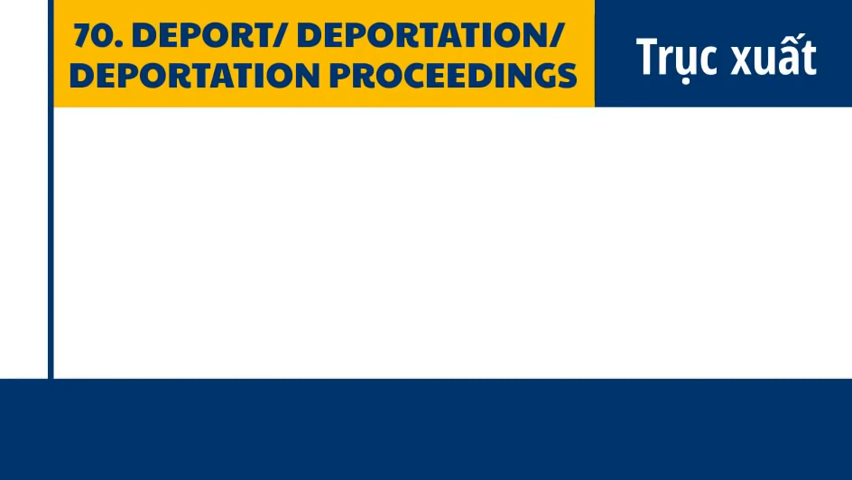 70. DEPORT/ DEPORTATION/
DEPORTATION PROCEEDINGS
Trục xuất